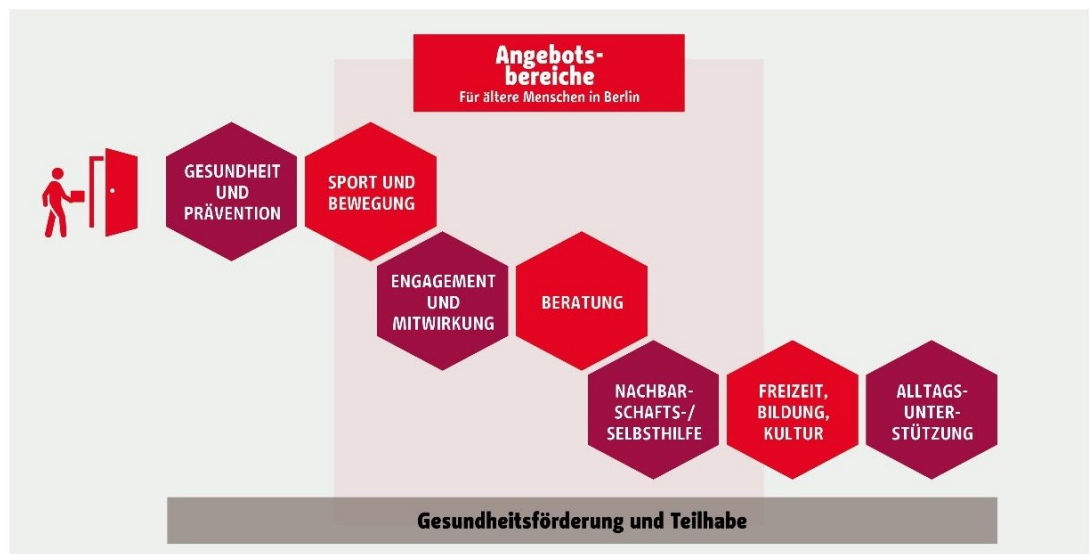 Angebots-
bereiche
Für ältere Menschen in Berlin
GESUNDHEIT
UND
PRÄVENTION
SPORT UND
BEWEGUNG
ENGAGEMENT
UND
MITWIRKUNG
BERATUNG
NACHBAR-
SCHAFTS-/
SELBSTHILFE
FREIZEIT,
BILDUNG,
KULTUR
ALLTAGS-
UNTER-
STÜTZUNG
Gesundheitsförderung und Teilhabe